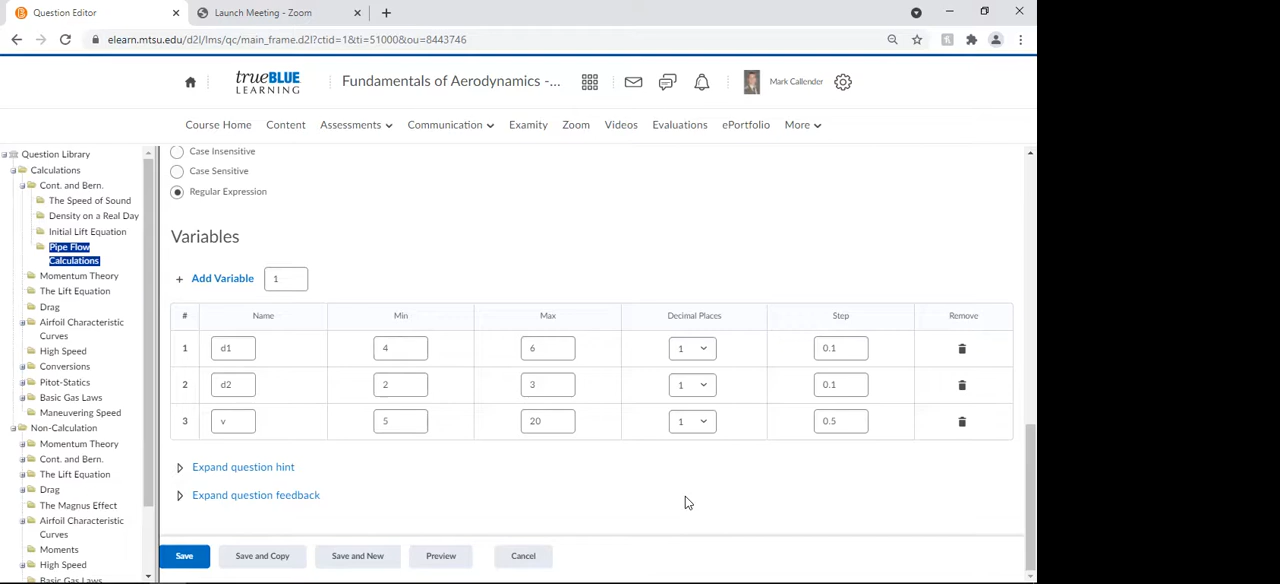 Question Editor
Launch Meeting - Zoom
elearn.mtsu.edu/d2l/lms/qc/main_frame.d2l?ctid=1&ti=51000&ou=8443746
trueBLUE
LEARNING
Fundamentals of Aerodynamics -...
Mark Callender
Course Home Content Assessments Communication Examity Zoom Videos Evaluations ePortfolio More
Question Library
Calculations
Cont. and Bern.
The Speed of Sound
Density on a Real Day
Initial Lift Equation
Pipe Flow
Calculations
Momentum Theory
The Lift Equation
Drag
Airfoil Characteristic
Curves
High Speed
Conversions
Pitot-Statics
Basic Gas Laws
Maneuvering Speed
Non-Calculation
Momentum Theory
Cont. and Bern.
The Lift Equation
Drag
The Magnus Effect
Airfoil Characteristic
Curves
Moments
High Speed
Basic Gas Laws
Case Insensitive
Case Sensitive
Regular Expression
Variables
+ Add Variable 1
# Name Min Max Decimal Places Step Remove
1 d1 4 6 1 0.1
2 d2 2 3 1 0.1
3 v 5 20 1 0.5
Expand question hint
Expand question feedback
Save Save and Copy Save and New Preview Cancel